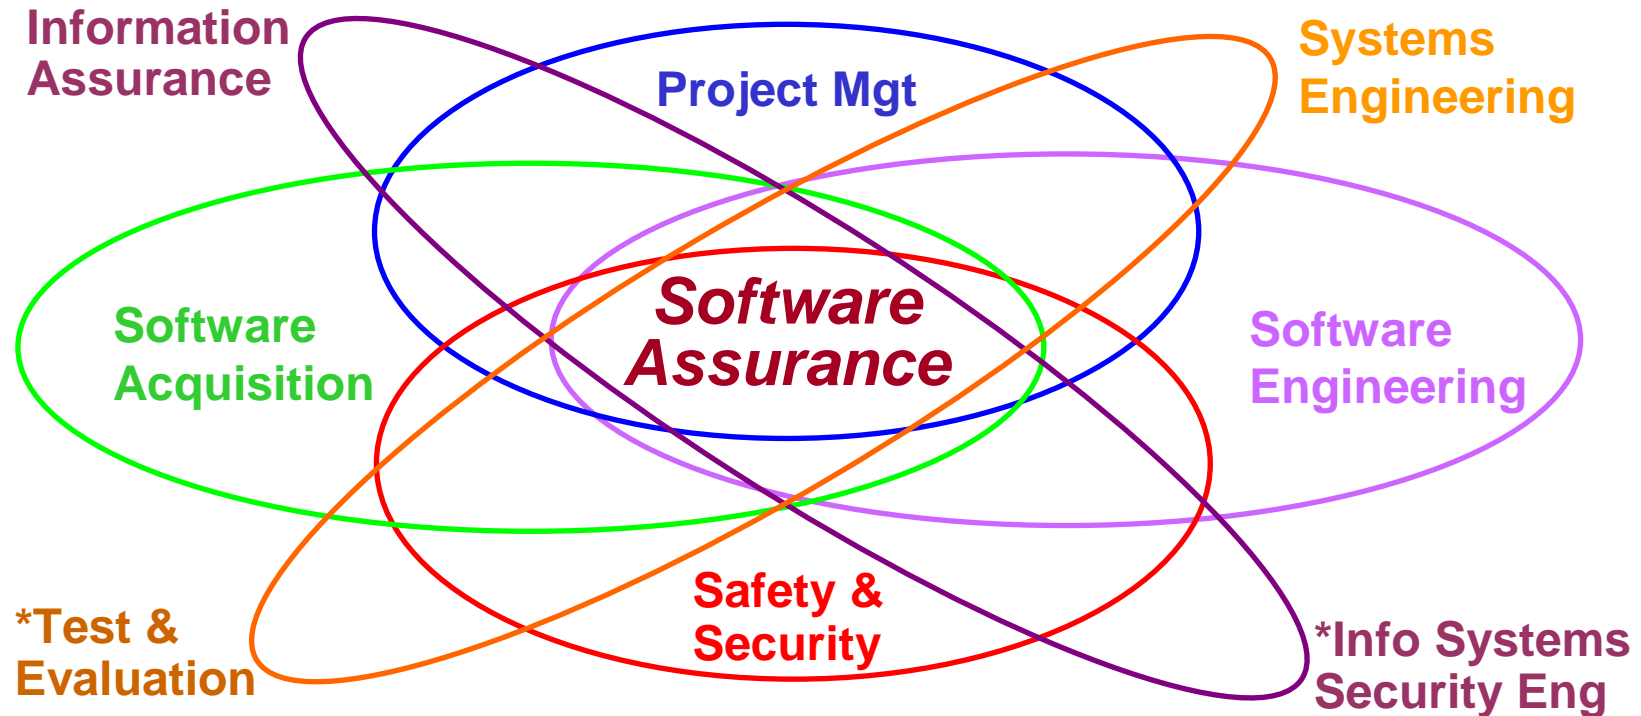 Information
Assurance
Project Mgt
Systems
Engineering
Software
Acquisition
Software
Assurance
Software
Engineering
*Test &
Evaluation
Safety &
Security
*Info Systems
Security Eng